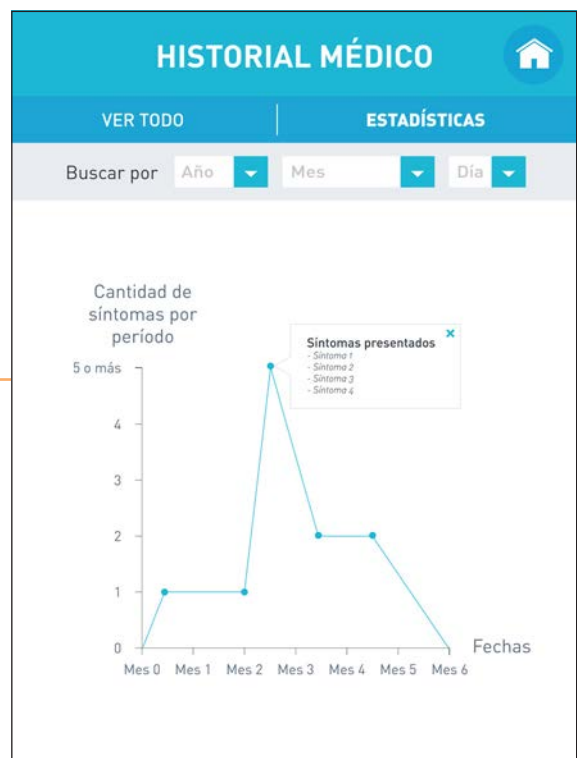 HISTORIAL MÉDICO
VER TODO
ESTADÍSTICAS
Buscar por
Año
Mes
Día
Cantidad de
síntomas por
período
Síntomas presentados
- Síntoma 1
- Síntoma 2
- Síntoma 3
- Síntoma 4
5 o más
4
3
2
1
0
Mes 0 Mes 1 Mes 2 Mes 3 Mes 4 Mes 5 Mes 6
Fechas